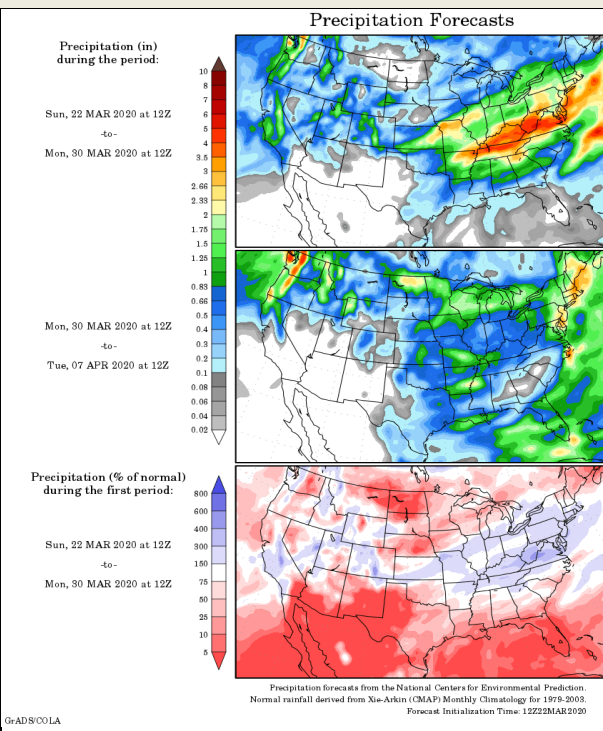 Precipitation Forecasts
Precipitation (in)
during the period:
Sun, 22 MAR 2020 at 12Z
-to-
Mon, 30 MAR 2020 at 12Z
10
8
7
6
5
4
3.5
3
2.66
2.33
2
1.75
1.5
1.25
1
0.83
0.66
0.5
0.4
0.3
0.2
0.1
0.08
0.06
0.04
0.02
Mon, 30 MAR 2020 at 12Z
-to-
Tue, 07 APR 2020 at 12Z
Precipitation (% of normal)
during the first period:
Sun, 22 MAR 2020 at 12Z
-to-
Mon, 30 MAR 2020 at 12Z
800
600
400
300
150
75
50
25
10
5
Precipitation forecasts from the National Centers for Environmental Prediction.
Normal rainfall derived from Xie-Arkin (CMAP) Monthly Climatology for 1979-2003.
Forecast Initialization Time: 12Z22MAR2020
GrADS/COLA